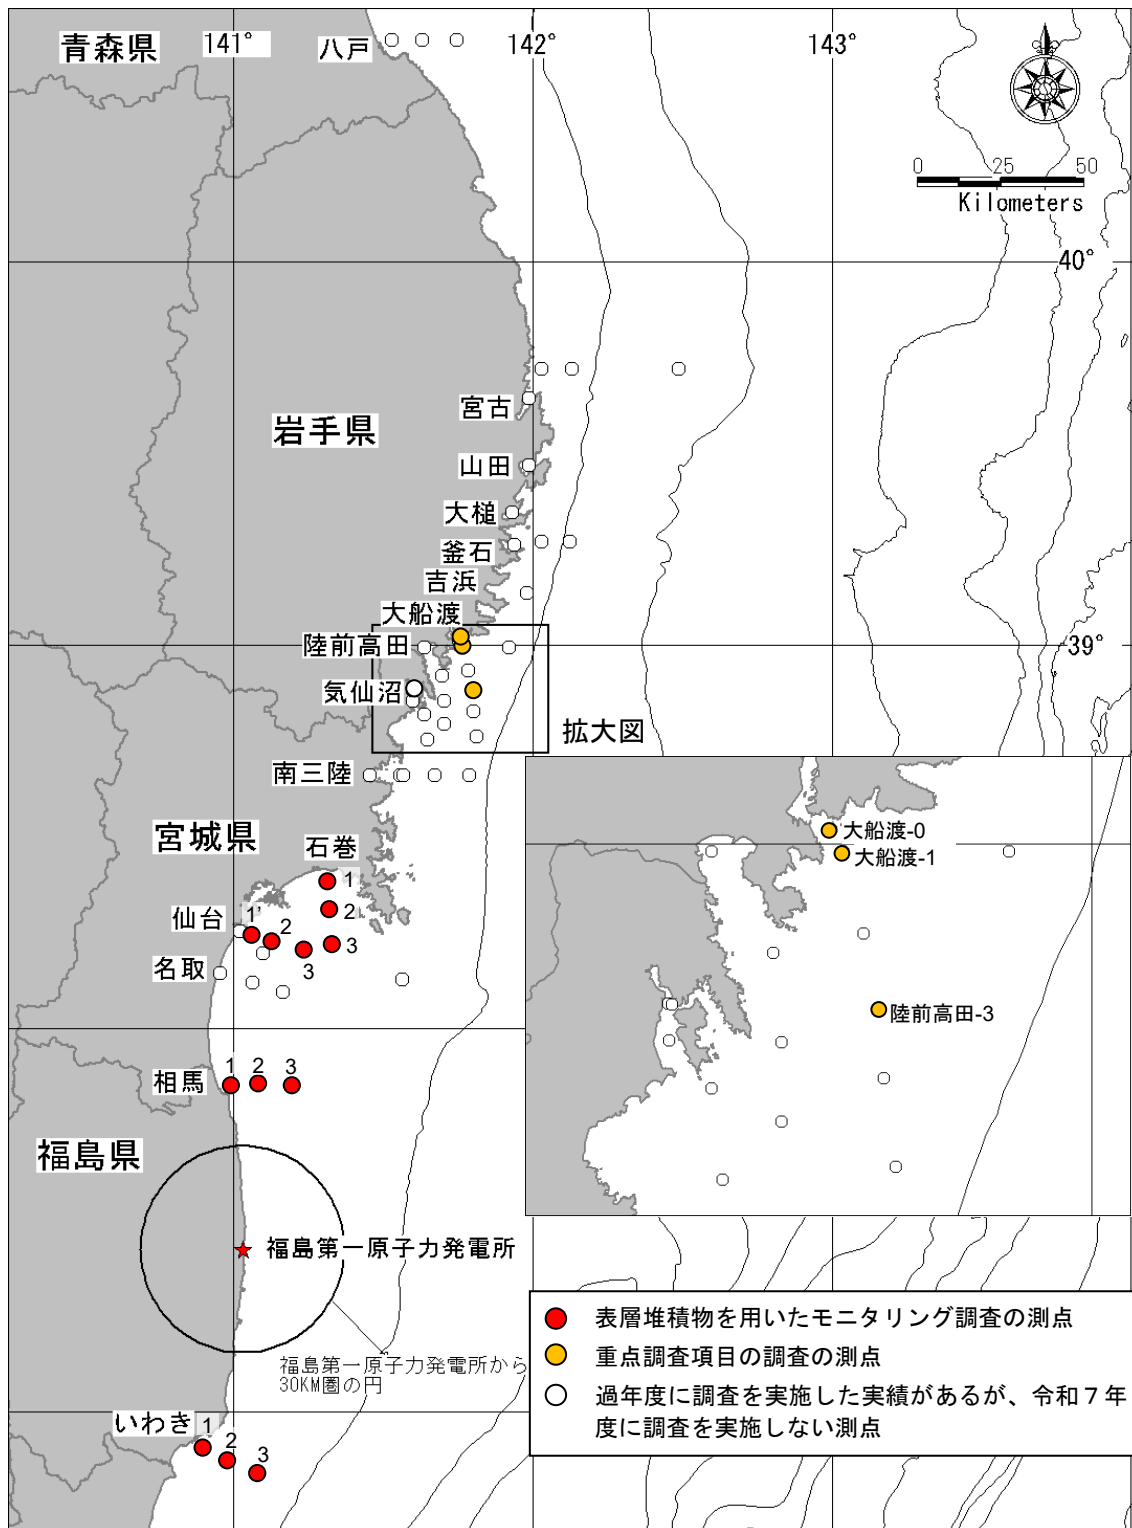 青森県
141°
八戸
142°
143°
0 25 50
Kilometers
40°
宮古
岩手県
山田
大槌
釜石
吉浜
大船渡
陸前高田
39°
気仙沼
拡大図
南三陸
宮城県
石巻
1
2
3
仙台
1'
2
3
名取
大船渡-0
大船渡-1
陸前高田-3
相馬
1 2 3
福島県
福島第一原子力発電所
福島第一原子力発電所から
30KM圏の円
いわき
1
2
3
表層堆積物を用いたモニタリング調査の測点
重点調査項目の調査の測点
過年度に調査を実施した実績があるが、令和７年
度に調査を実施しない測点